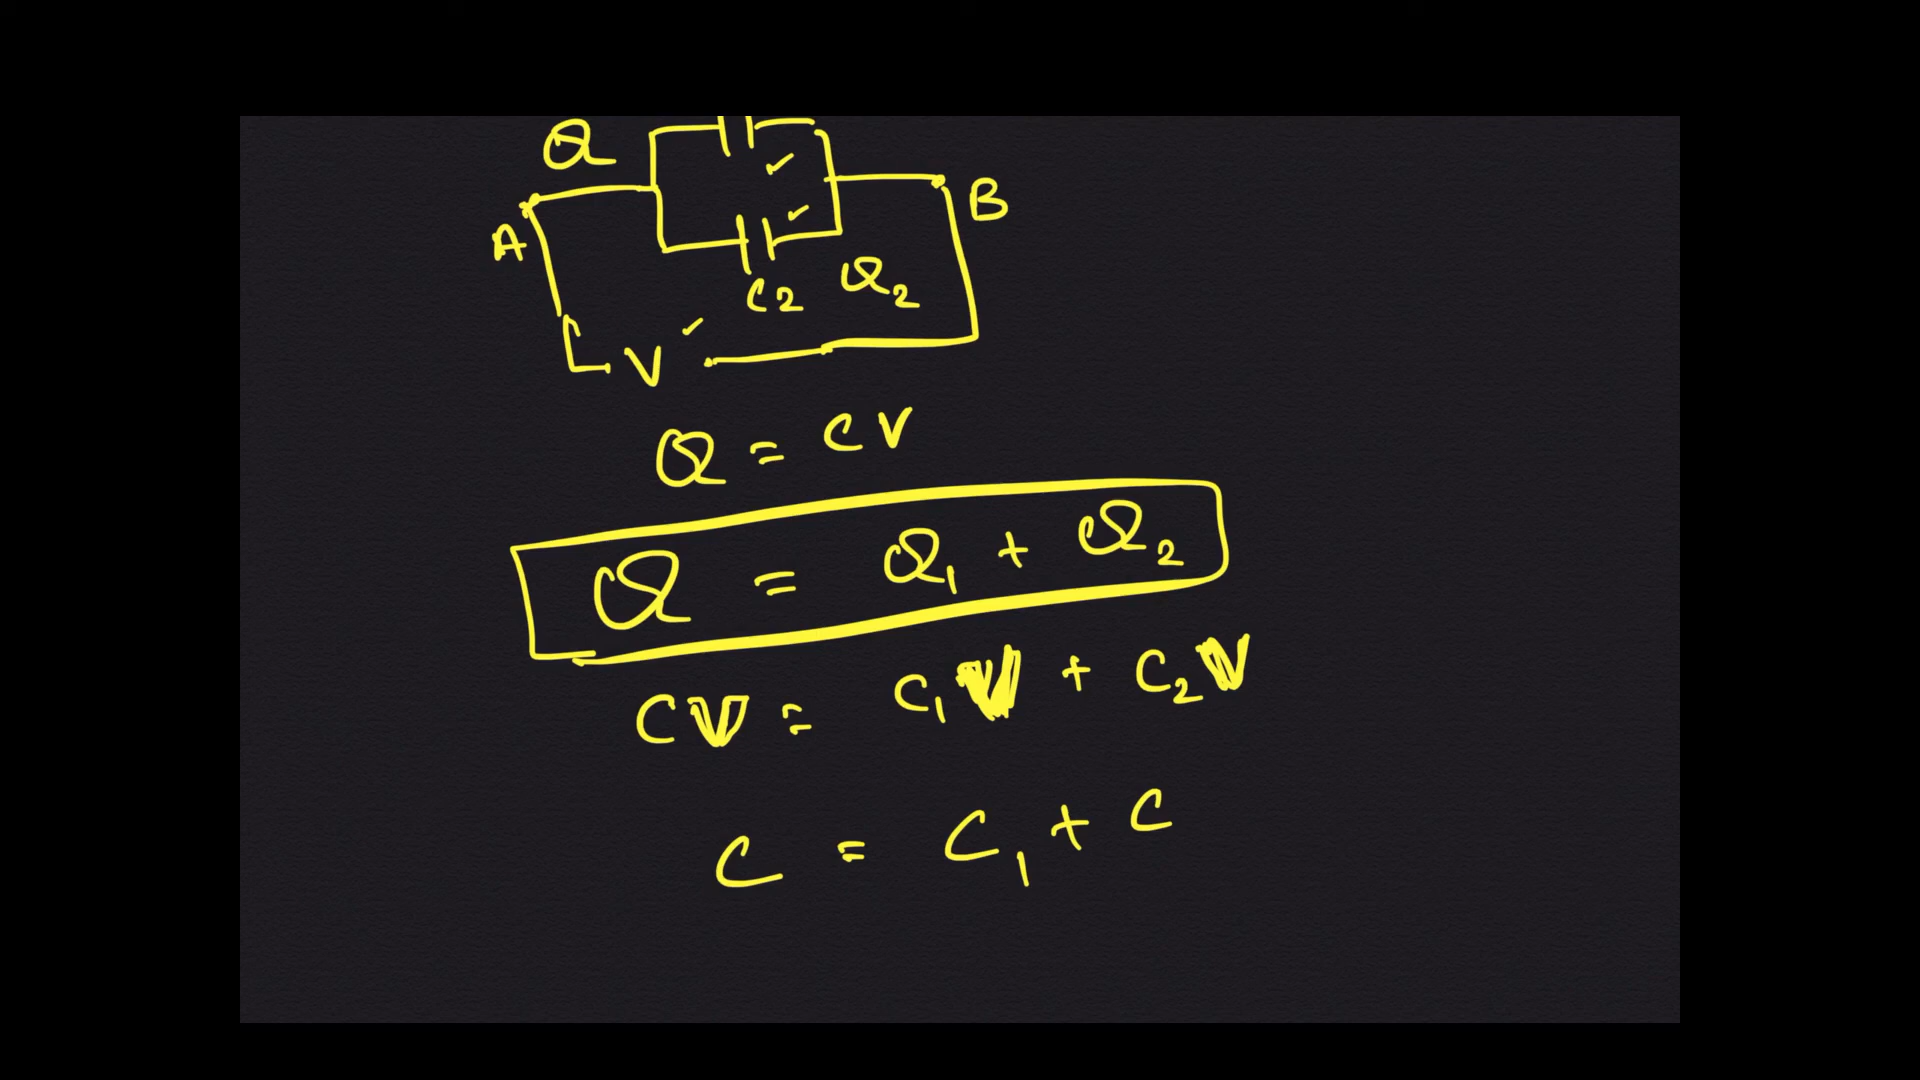 Q
A
B
C2
Q2
V
Q = CV
Q = Q1 + Q2
CV = C1V + C2V
C = C1 + C